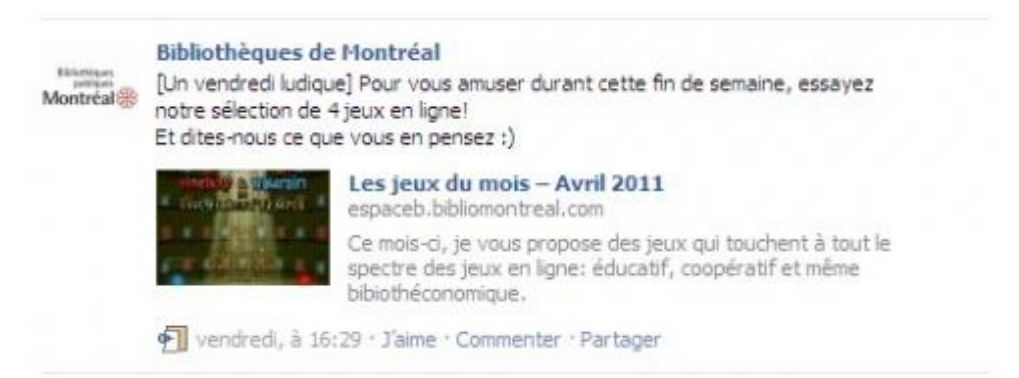 Bibliothèques de Montréal
Bibliothèques
publiques
Montréal
[Un vendredi ludique] Pour vous amuser durant cette fin de semaine, essayez
notre sélection de 4 jeux en ligne!
Et dites-nous ce que vous en pensez :)
Les jeux du mois – Avril 2011
espaceb.bibliomontreal.com
Ce mois-ci, je vous propose des jeux qui touchent à tout le
spectre des jeux en ligne: éducatif, coopératif et même
bibiothéconomique.
vendredi, à 16:29 · J'aime · Commenter · Partager